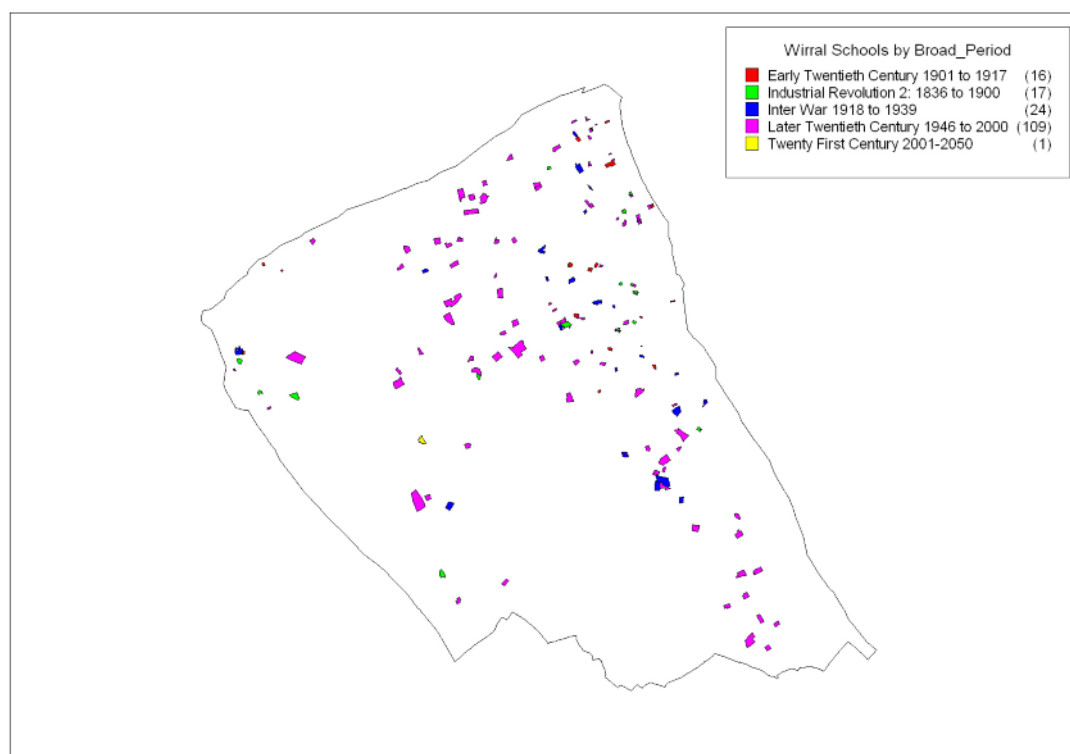 Wirral Schools by Broad_Period
Early Twentieth Century 1901 to 1917 (16)
Industrial Revolution 2: 1836 to 1900 (17)
Inter War 1918 to 1939 (24)
Later Twentieth Century 1946 to 2000 (109)
Twenty First Century 2001-2050 (1)